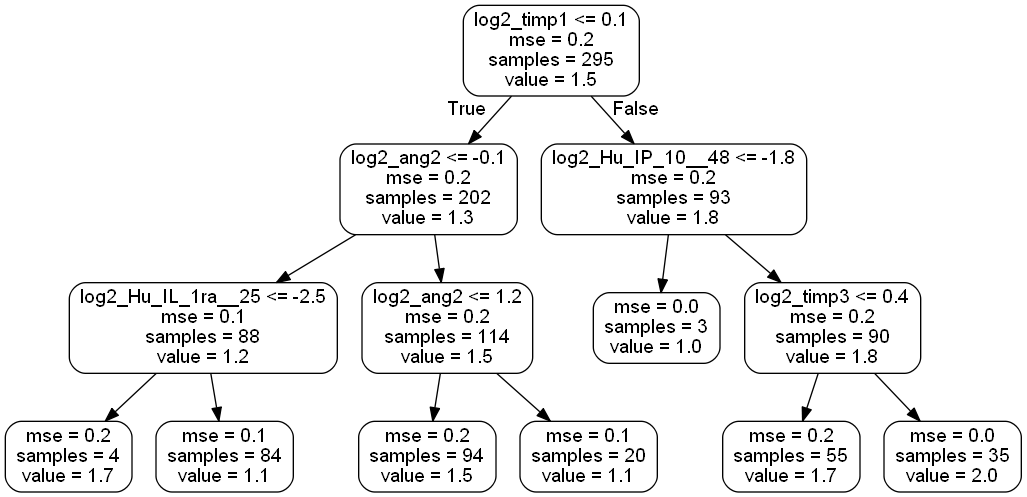 log2_timp1 <= 0.1
mse = 0.2
samples = 295
value = 1.5
True
False
log2_ang2 <= -0.1
mse = 0.2
samples = 202
value = 1.3
log2_Hu_IP_10__48 <= -1.8
mse = 0.2
samples = 93
value = 1.8
log2_Hu_IL_1ra__25 <= -2.5
mse = 0.1
samples = 88
value = 1.2
log2_ang2 <= 1.2
mse = 0.2
samples = 114
value = 1.5
mse = 0.0
samples = 3
value = 1.0
log2_timp3 <= 0.4
mse = 0.2
samples = 90
value = 1.8
mse = 0.2
samples = 4
value = 1.7
mse = 0.1
samples = 84
value = 1.1
mse = 0.2
samples = 94
value = 1.5
mse = 0.1
samples = 20
value = 1.1
mse = 0.2
samples = 55
value = 1.7
mse = 0.0
samples = 35
value = 2.0